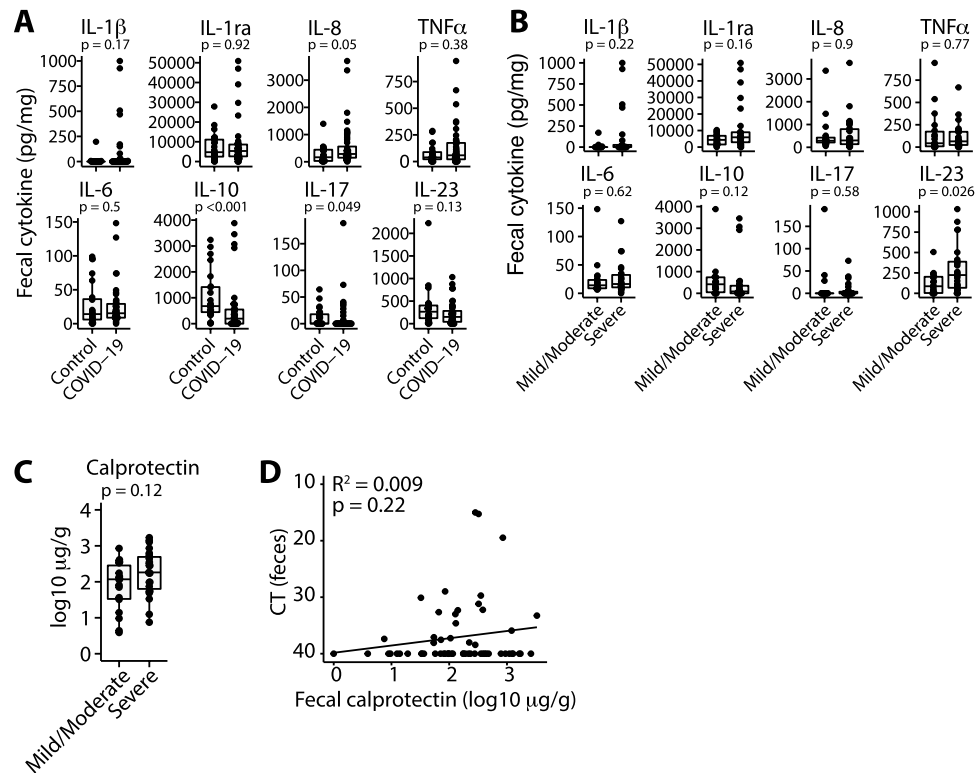 A
Fecal cytokine (pg/mg)
IL-1β
p = 0.17
1000
750
500
250
0
IL-1ra
p = 0.92
50000
40000
30000
20000
10000
0
IL-8
p = 0.05
3000
2000
1000
0
TNFα
p = 0.38
750
500
250
0
IL-6
p = 0.5
150
100
50
0
Control
COVID–19
IL-10
p <0.001
4000
3000
2000
1000
0
Control
COVID–19
IL-17
p = 0.049
150
100
50
0
Control
COVID–19
IL-23
p = 0.13
2000
1500
1000
500
0
Control
COVID–19
B
Fecal cytokine (pg/mg)
IL-1β
p = 0.22
1000
750
500
250
0
IL-1ra
p = 0.16
50000
40000
30000
20000
10000
0
IL-8
p = 0.9
3000
2000
1000
0
TNFα
p = 0.77
750
500
250
0
IL-6
p = 0.62
150
100
50
0
Mild/Moderate
Severe
IL-10
p = 0.12
4000
3000
2000
1000
0
Mild/Moderate
Severe
IL-17
p = 0.58
150
100
50
0
Mild/Moderate
Severe
IL-23
p = 0.026
1000
750
500
250
0
Mild/Moderate
Severe
C
Calprotectin
p = 0.12
log10 μg/g
4
3
2
1
0
Mild/Moderate
Severe
D
R² = 0.009
p = 0.22
CT (feces)
10
20
30
40
0 1 2 3
Fecal calprotectin (log10 μg/g)